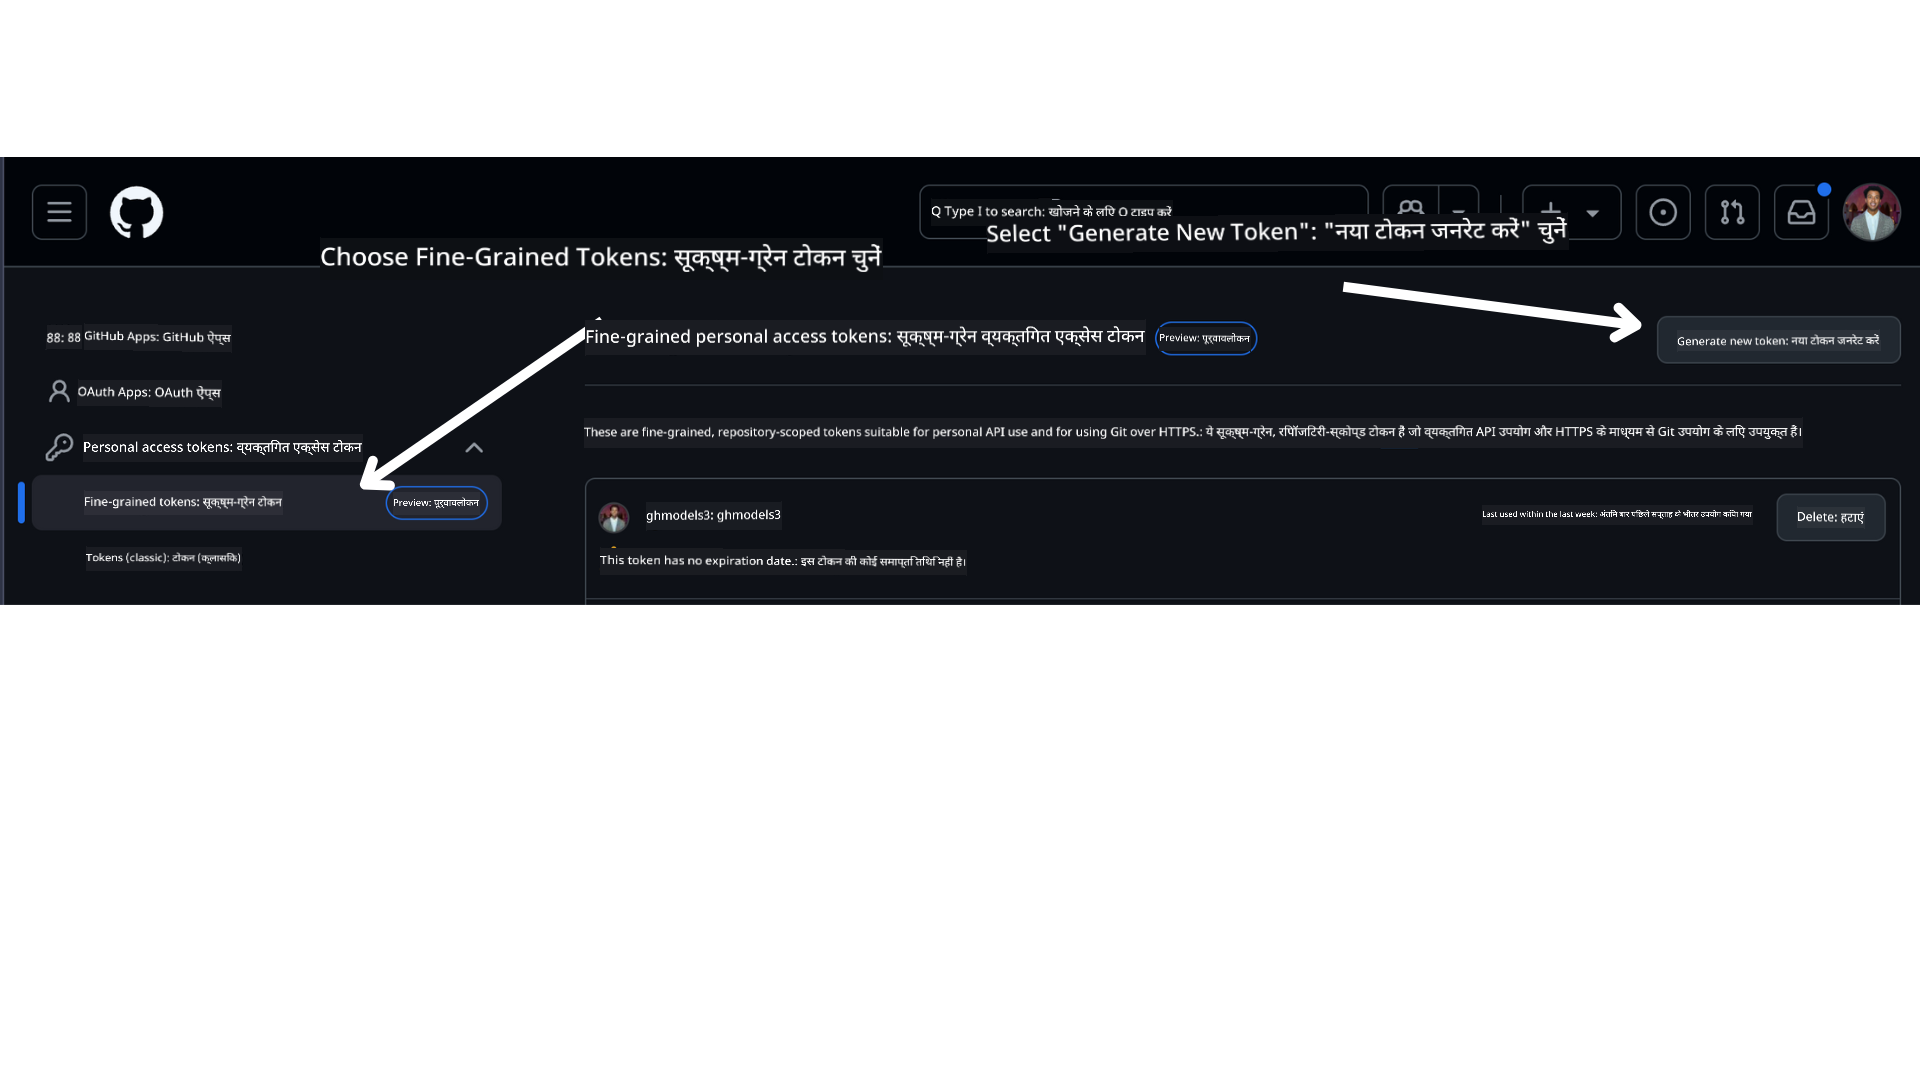 Q Type I to search: खोजने के लिए Q टाइप करें
Select "Generate New Token": "नया टोकन जनरेट करें" चुनें
Choose Fine-Grained Tokens: सूक्ष्म-ग्रेन टोकन चुनें
88: 88 GitHub Apps: GitHub ऐप्स
Fine-grained personal access tokens: सूक्ष्म-ग्रेन व्यक्तिगत एक्सेस टोकन
Preview: पूर्वावलोकन
Generate new token: नया टोकन जनरेट करें
OAuth Apps: OAuth ऐप्स
Personal access tokens: व्यक्तिगत एक्सेस टोकन
These are fine-grained, repository-scoped tokens suitable for personal API use and for using Git over HTTPS.: ये सूक्ष्म-ग्रेन, रिपॉजिटरी-स्कोप्ड टोकन हैं जो व्यक्तिगत API उपयोग और HTTPS के माध्यम से Git उपयोग के लिए उपयुक्त हैं।
Fine-grained tokens: सूक्ष्म-ग्रेन टोकन
Preview: पूर्वावलोकन
ghmodels3: ghmodels3
Last used within the last week: अंतिम बार पिछले सप्ताह के भीतर उपयोग किया गया
Delete: हटाएं
Tokens (classic): टोकन (क्लासिक)
This token has no expiration date.: इस टोकन की कोई समाप्ति तिथि नहीं है।